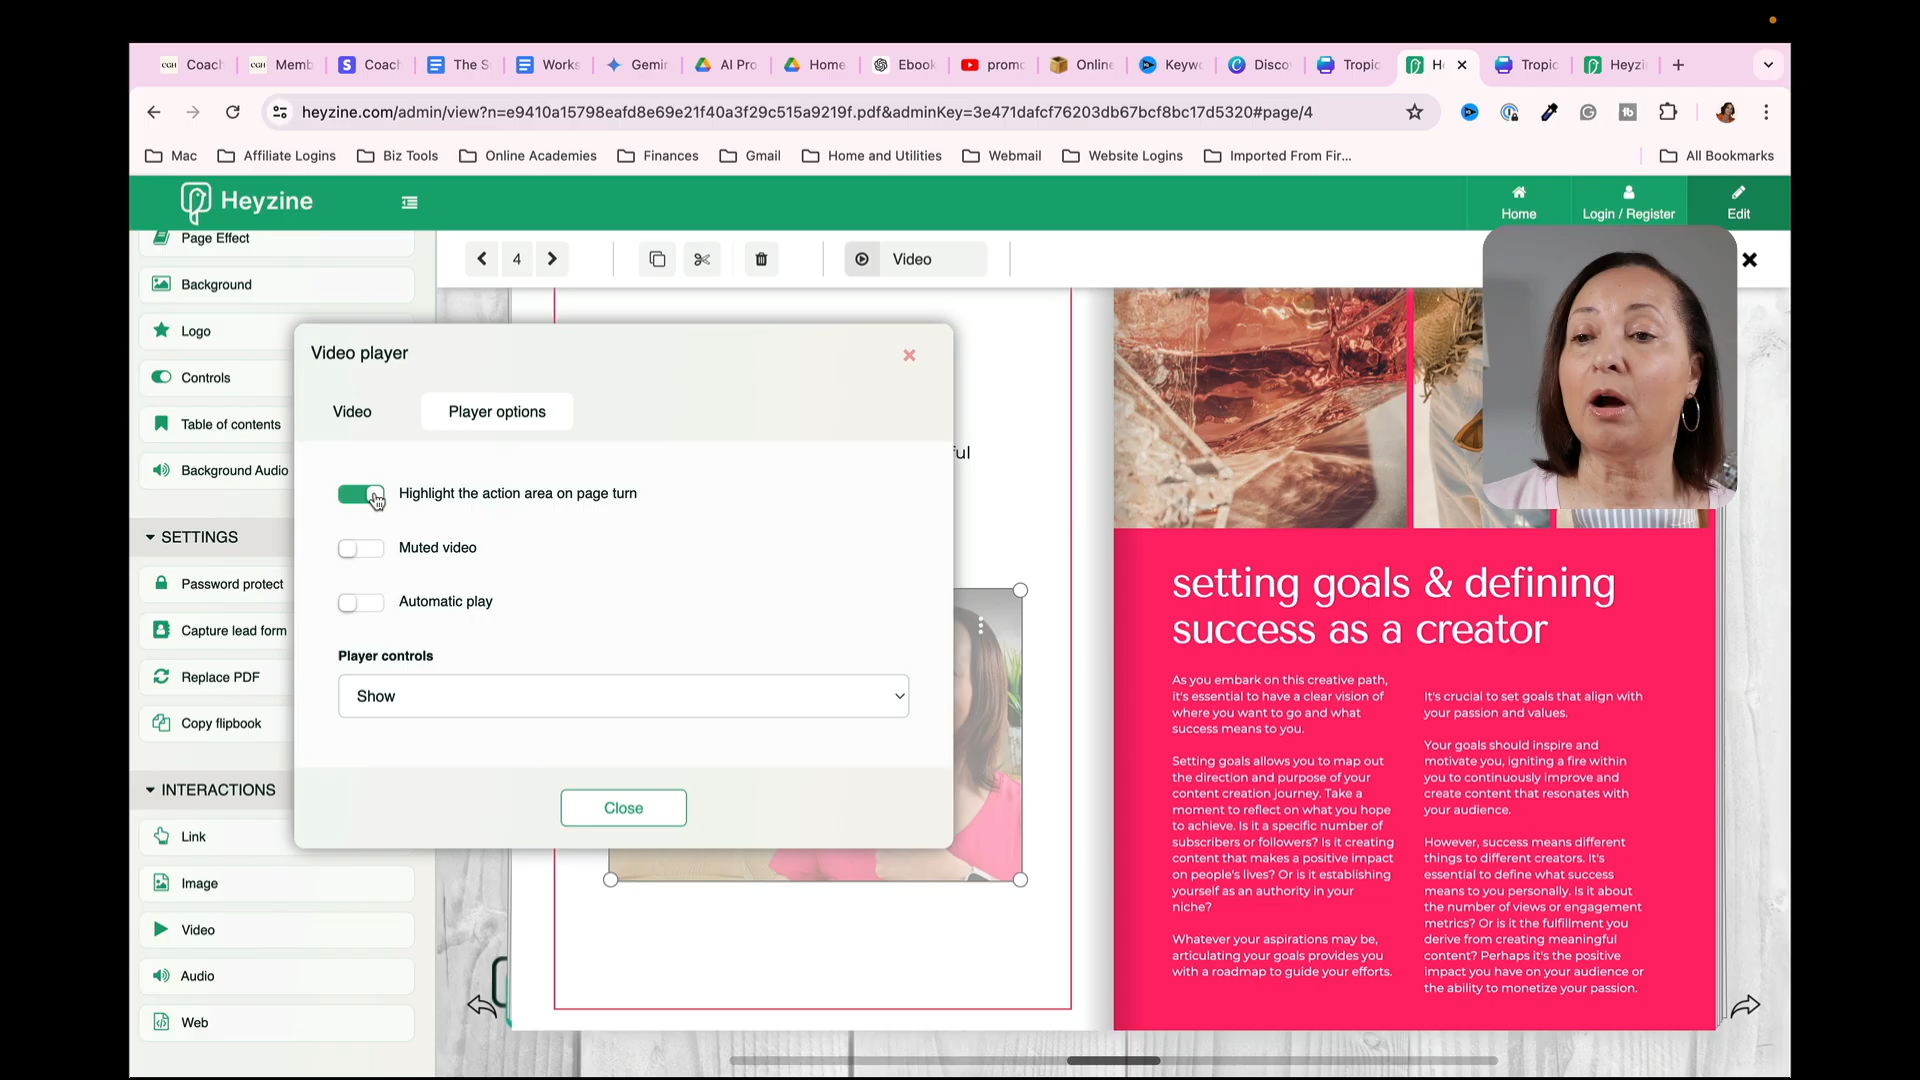 Coach
Memb
Coach
The S
Works
Gemin
AI Pro
Home
Ebook
promo
Online
Keywo
Disco
Tropic
H
Tropic
Heyzi
heyzine.com/admin/view?n=e9410a15798eafd8e69e21f40a3f29c515a9219f.pdf&adminKey=3e471dafcf76203db67bcf8bc17d5320#page/4
Mac
Affiliate Logins
Biz Tools
Online Academies
Finances
Gmail
Home and Utilities
Webmail
Website Logins
Imported From Fir...
All Bookmarks
Heyzine
Home
Login / Register
Edit
Page Effect
Background
Logo
Controls
Table of contents
Background Audio
SETTINGS
Password protect
Capture lead form
Replace PDF
Copy flipbook
INTERACTIONS
Link
Image
Video
Audio
Web
4
Video
Video player
Video
Player options
Highlight the action area on page turn
Muted video
Automatic play
Player controls
Show
Close
ful
setting goals & defining
success as a creator
As you embark on this creative path,
it's essential to have a clear vision of
where you want to go and what
success means to you.
Setting goals allows you to map out
the direction and purpose of your
content creation journey. Take a
moment to reflect on what you hope
to achieve. Is it a specific number of
subscribers or followers? Is it creating
content that makes a positive impact
on people's lives? Or is it establishing
yourself as an authority in your
niche?
Whatever your aspirations may be,
articulating your goals provides you
with a roadmap to guide your efforts.
It's crucial to set goals that align with
your passion and values.
Your goals should inspire and
motivate you, igniting a fire within
you to continuously improve and
create content that resonates with
your audience.
However, success means different
things to different creators. It's
essential to define what success
means to you personally. Is it about
the number of views or engagement
metrics? Or is it the fulfillment you
derive from creating meaningful
content? Perhaps it's the positive
impact you have on your audience or
the ability to monetize your passion.